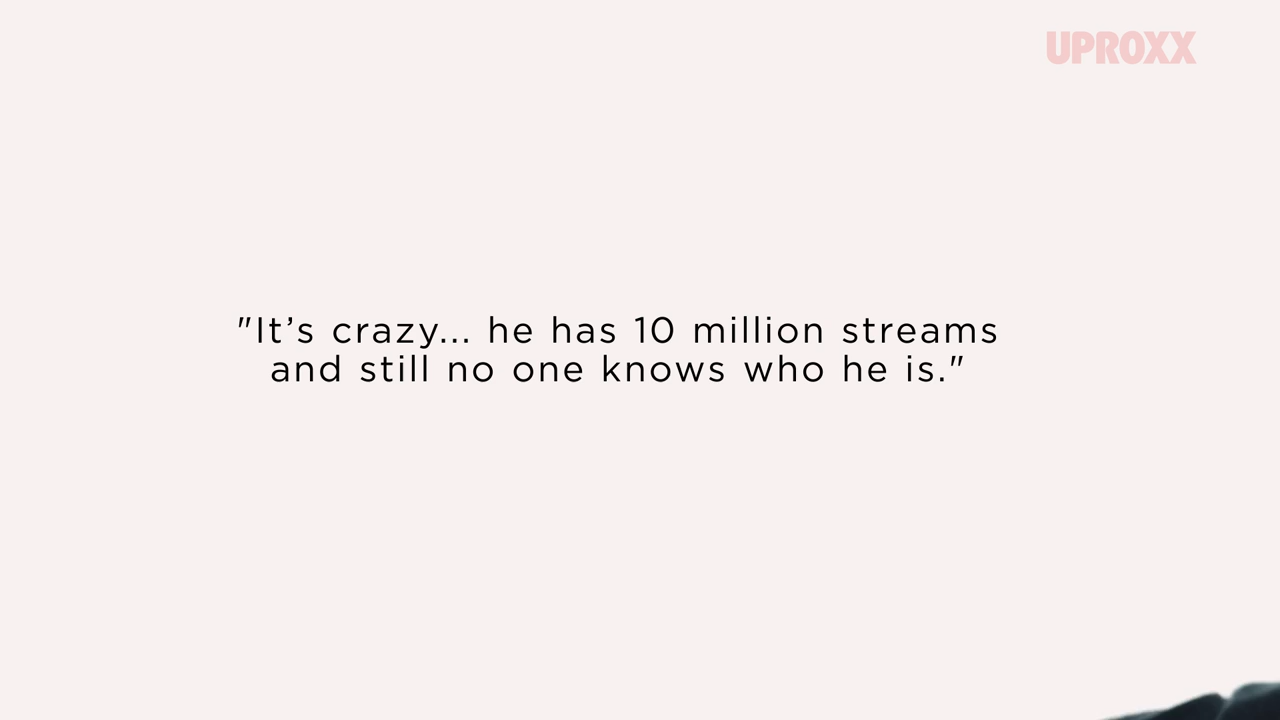 UPROXX
"It’s crazy... he has 10 million streams
and still no one knows who he is."